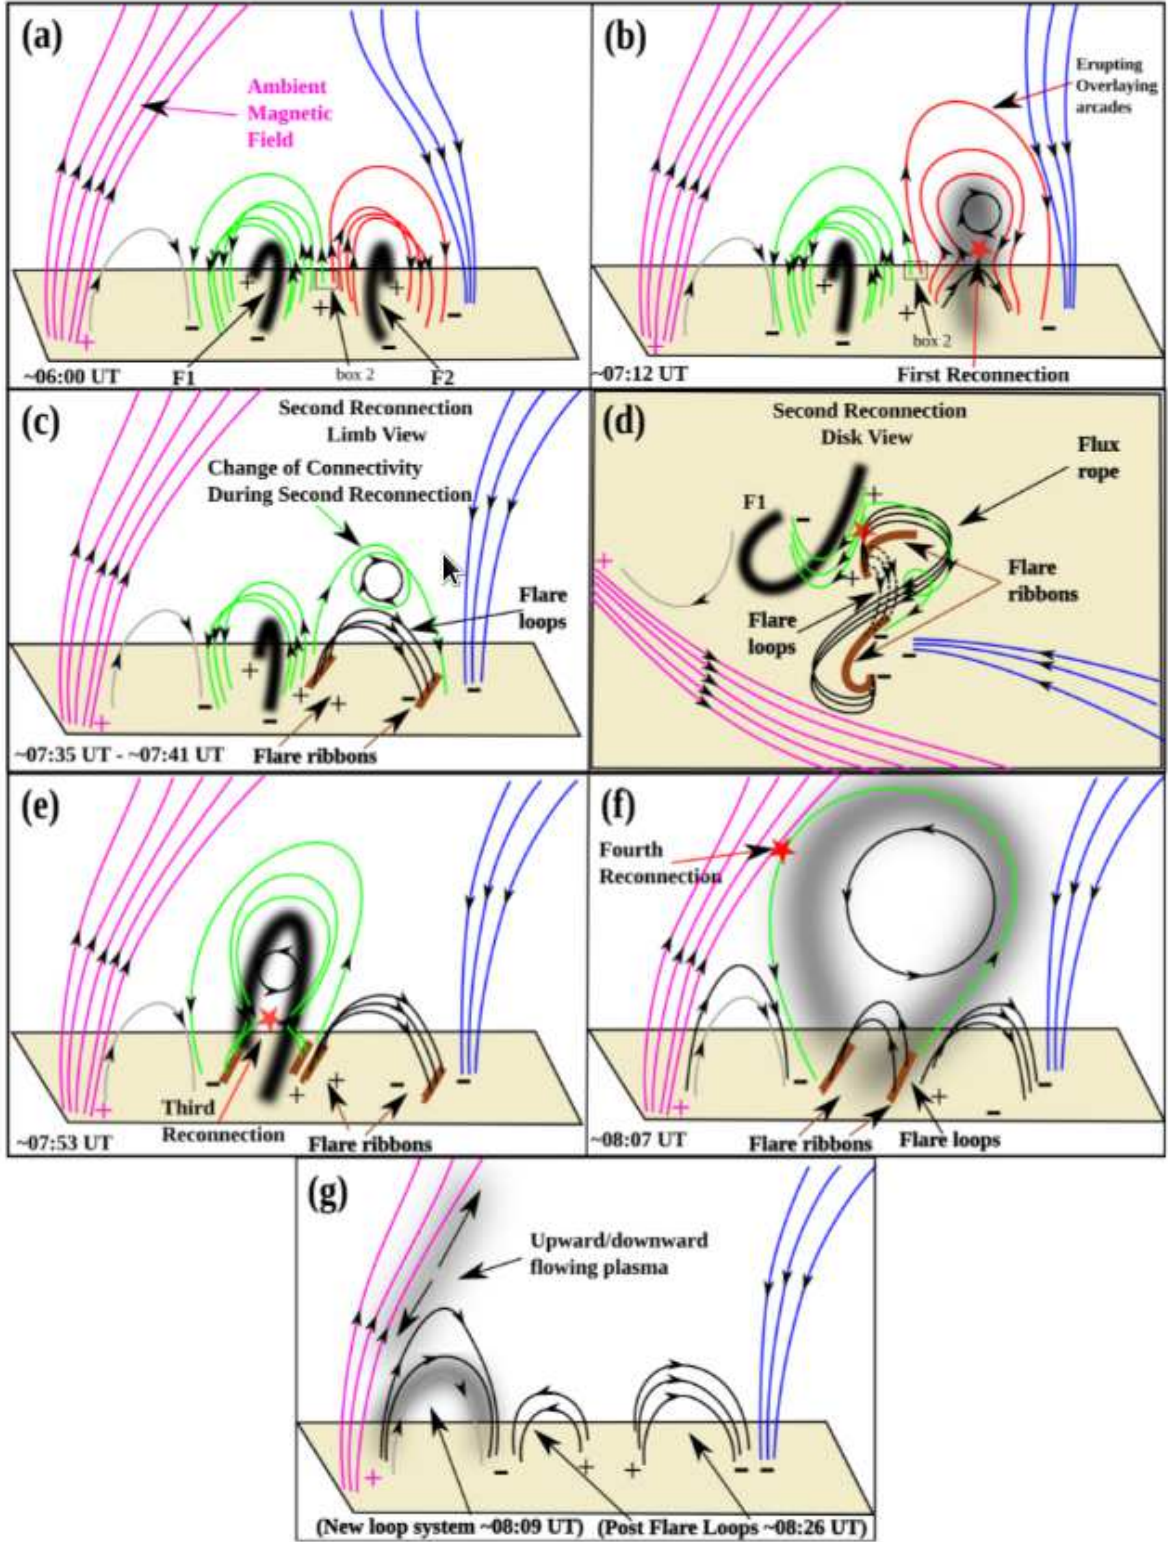 (a)
Ambient
Magnetic
Field
+
+
+
+
−
−
−
−
~06:00 UT
F1
box 2
F2
(b)
Erupting
Overlaying
arcades
+
+
+
−
−
−
box 2
~07:12 UT
First Reconnection
(c)
Second Reconnection
Limb View
Change of Connectivity
During Second Reconnection
Flare
loops
+
+
+
+
−
−
−
−
~07:35 UT - ~07:41 UT
Flare ribbons
(d)
Second Reconnection
Disk View
Flux
rope
F1
−
+
+
+
Flare
loops
Flare
ribbons
−
−
−
(e)
−
+
+
−
−
+
Third
Reconnection
~07:53 UT
Flare ribbons
(f)
Fourth
Reconnection
+
−
+
−
−
~08:07 UT
Flare ribbons
Flare loops
(g)
Upward/downward
flowing plasma
+
−
+
+
−
−
(New loop system ~08:09 UT)
(Post Flare Loops ~08:26 UT)